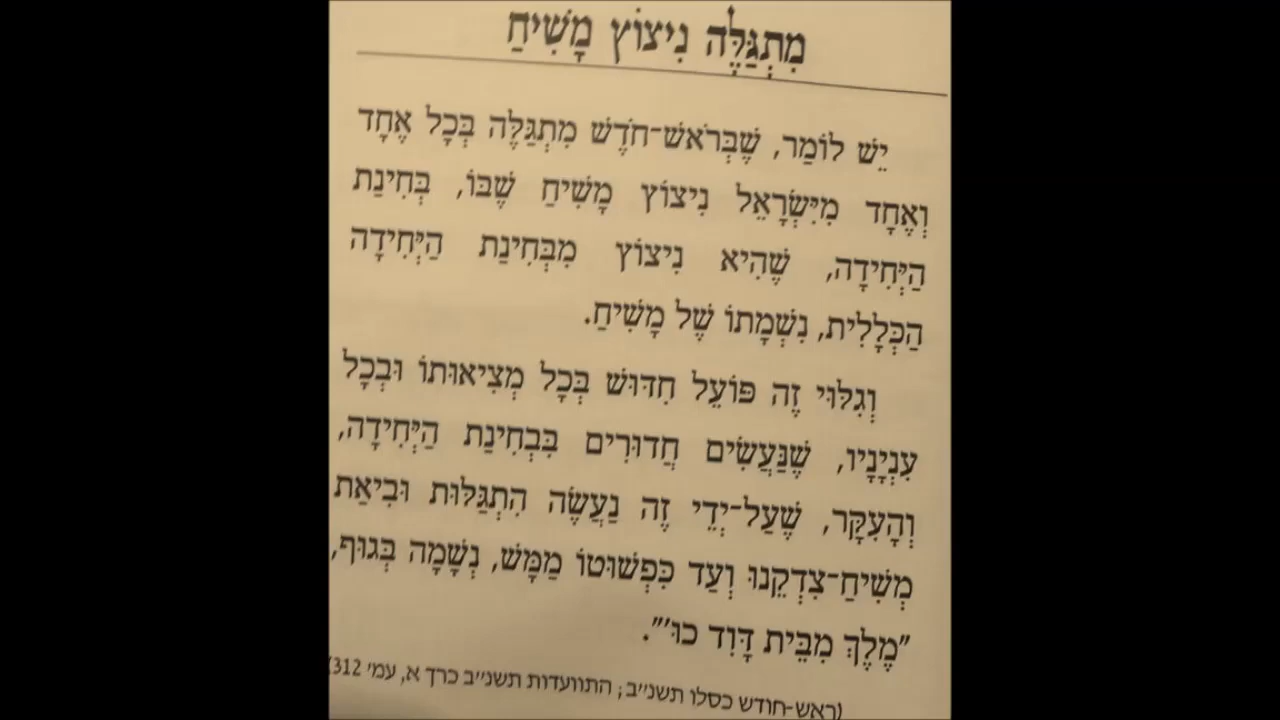 מִתְגַּלֶּה נִיצוֹץ מָשִׁיחַ
יֵשׁ לוֹמַר, שֶׁבְּרֹאשׁ־חֹדֶשׁ מִתְגַּלֶּה בְּכָל אֶחָד
וְאֶחָד מִיִּשְׂרָאֵל נִיצוֹץ מָשִׁיחַ שֶׁבּוֹ, בְּחִינַת
הַיְּחִידָה, שֶׁהִיא נִיצוֹץ מִבְּחִינַת הַיְּחִידָה
הַכְּלָלִית, נִשְׁמָתוֹ שֶׁל מָשִׁיחַ.
וְגִלּוּי זֶה פּוֹעֵל חִדּוּשׁ בְּכָל מְצִיאוּתוֹ וּבְכָל
עִנְיָנָיו, שֶׁנַּעֲשִׂים חֲדוּרִים בִּבְחִינַת הַיְּחִידָה,
וְהָעִקָּר, שֶׁעַל־יְדֵי זֶה נַעֲשֶׂה הִתְגַּלּוּת וּבִיאַת
מְשִׁיחַ־צִדְקֵנוּ וְעַד כִּפְשׁוּטוֹ מַמָּשׁ, נְשָׁמָה בְּגוּף,
"מֶלֶךְ מִבֵּית דָּוִד כוּ'".
(ראש-חודש כסלו תשנ"ב; התוועדות תשנ"ב כרך א, עמ' 312)